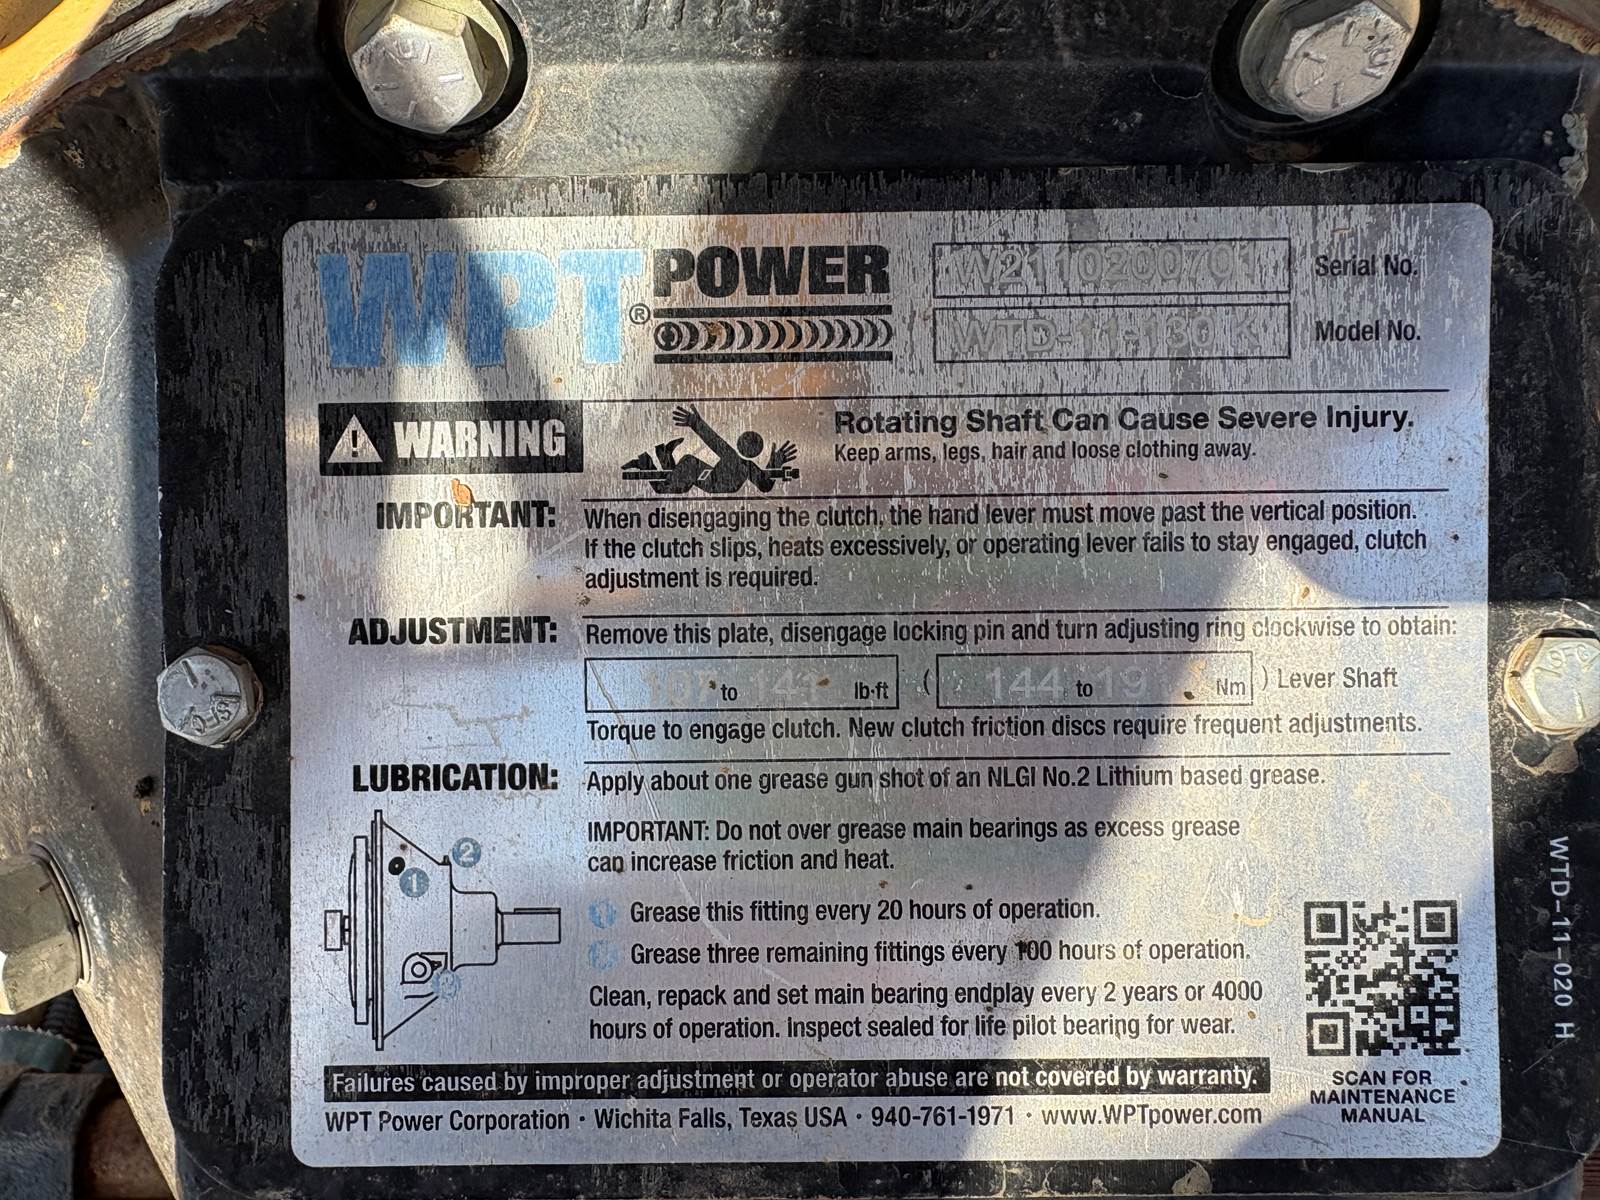 WPT® POWER
W2110200701 Serial No.
WTD-11-130 K Model No.
WARNING
Rotating Shaft Can Cause Severe Injury.
Keep arms, legs, hair and loose clothing away.
IMPORTANT: When disengaging the clutch, the hand lever must move past the vertical position.
If the clutch slips, heats excessively, or operating lever fails to stay engaged, clutch
adjustment is required.
ADJUSTMENT: Remove this plate, disengage locking pin and turn adjusting ring clockwise to obtain:
to 141 lb·ft ( 144 to Nm ) Lever Shaft
Torque to engage clutch. New clutch friction discs require frequent adjustments.
LUBRICATION: Apply about one grease gun shot of an NLGI No.2 Lithium based grease.
IMPORTANT: Do not over grease main bearings as excess grease
can increase friction and heat.
2
1
2
1 Grease this fitting every 20 hours of operation.
2 Grease three remaining fittings every 100 hours of operation.
Clean, repack and set main bearing endplay every 2 years or 4000
hours of operation. Inspect sealed for life pilot bearing for wear.
SCAN FOR
MAINTENANCE
MANUAL
Failures caused by improper adjustment or operator abuse are not covered by warranty.
WPT Power Corporation · Wichita Falls, Texas USA · 940-761-1971 · www.WPTpower.com
WTD-11-020 H